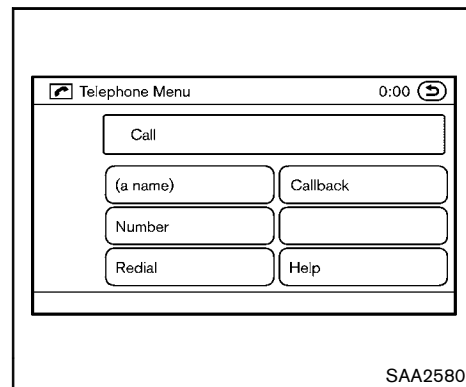 Telephone Menu 0:00
Call
(a name) Callback
Number
Redial Help
SAA2580